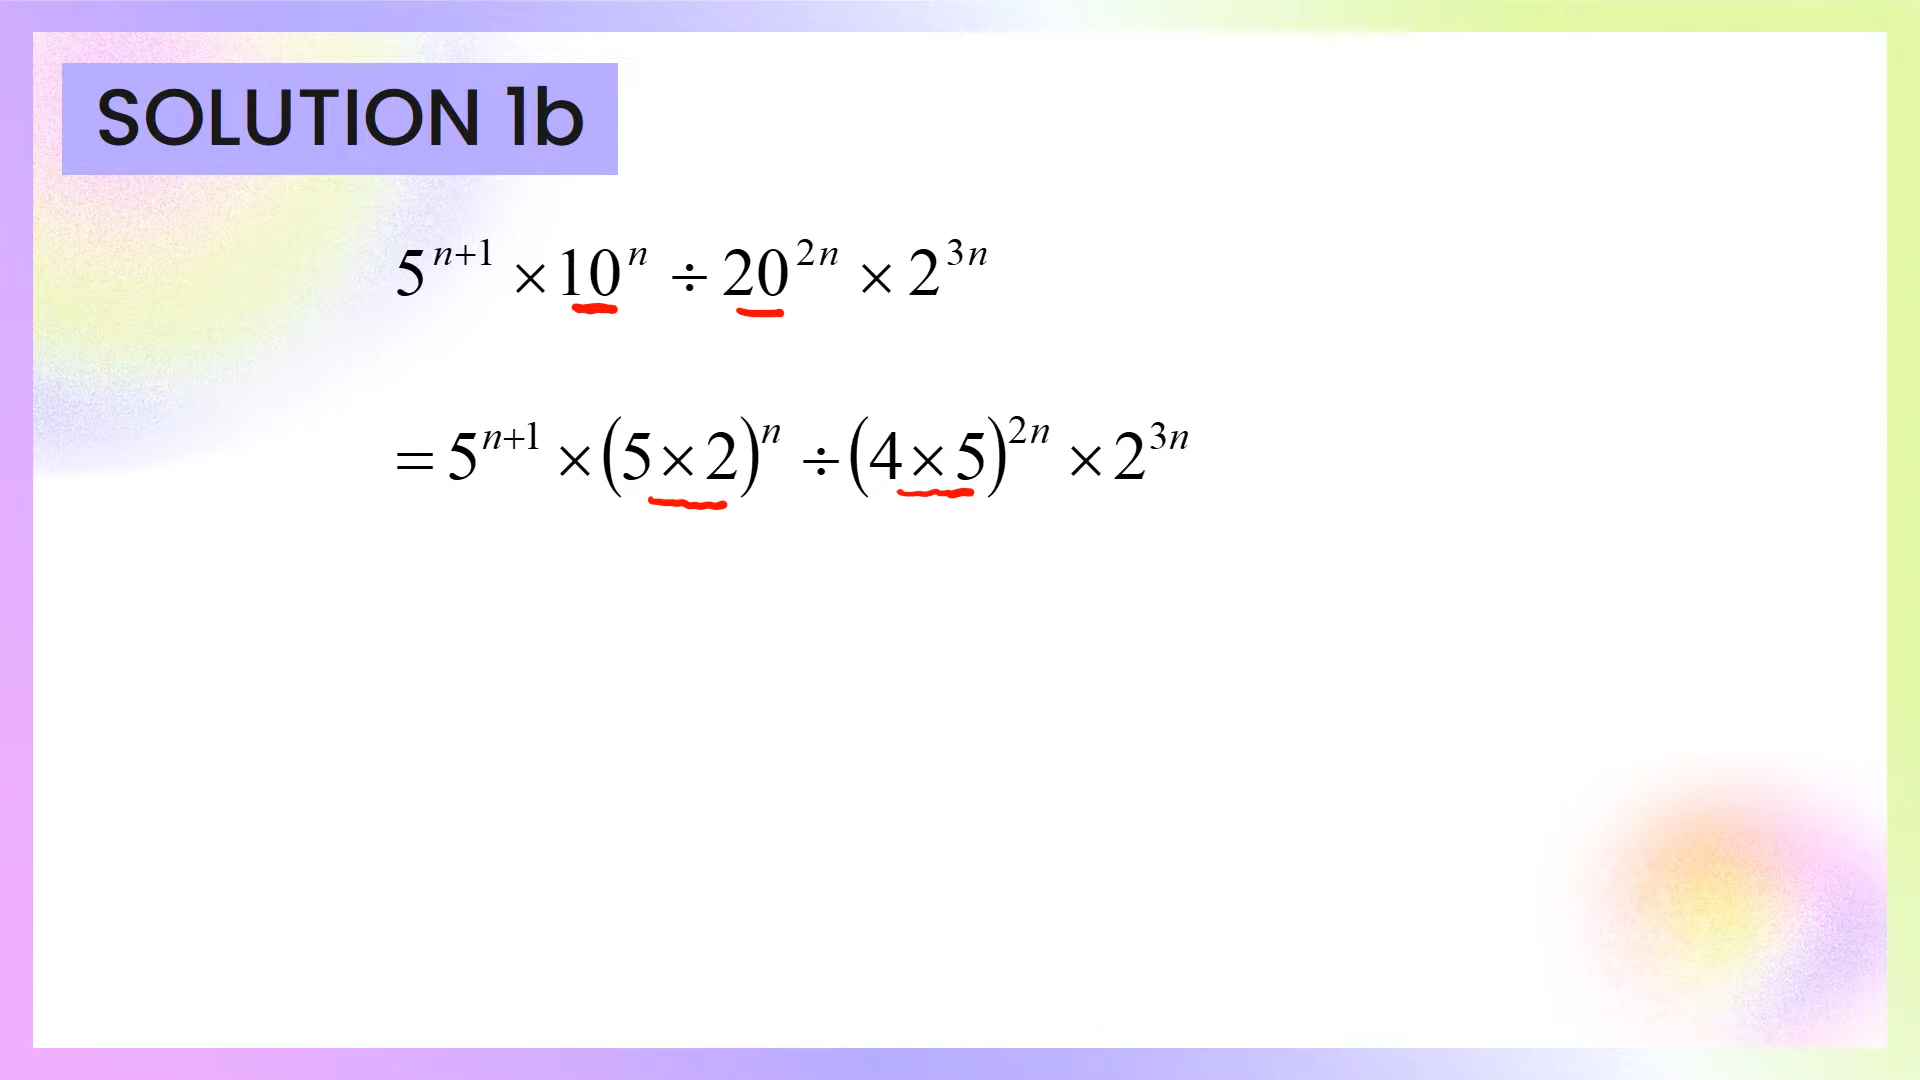 SOLUTION 1b
5^{n+1} × 10^{n} ÷ 20^{2n} × 2^{3n}
= 5^{n+1} × (5 × 2)^{n} ÷ (4 × 5)^{2n} × 2^{3n}